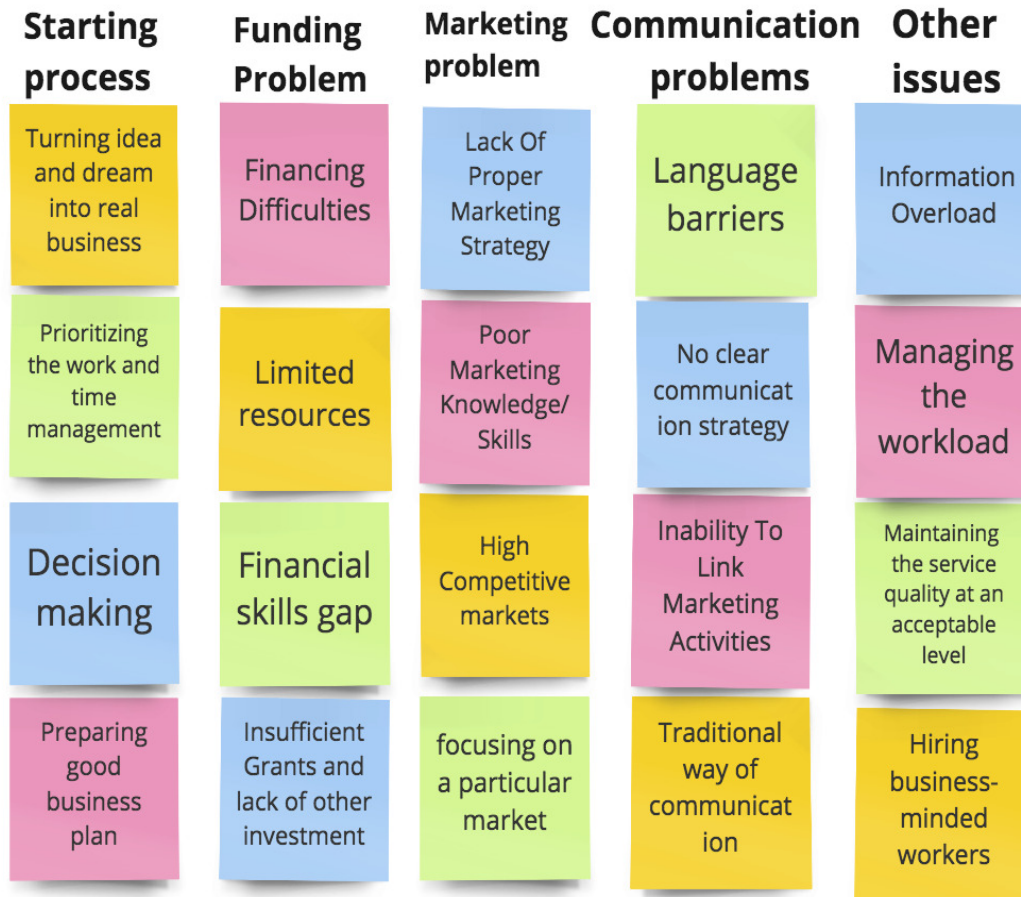 Starting
process
Turning idea
and dream
into real
business
Prioritizing
the work and
time
management
Decision
making
Preparing
good
business
plan
Funding
Problem
Financing
Difficulties
Limited
resources
Financial
skills gap
Insufficient
Grants and
lack of other
investment
Marketing
problem
Lack Of
Proper
Marketing
Strategy
Poor
Marketing
Knowledge/
Skills
High
Competitive
markets
focusing on
a particular
market
Communication
problems
Language
barriers
No clear
communicat
ion strategy
Inability To
Link
Marketing
Activities
Traditional
way of
communicat
ion
Other
issues
Information
Overload
Managing
the
workload
Maintaining
the service
quality at an
acceptable
level
Hiring
business-
minded
workers